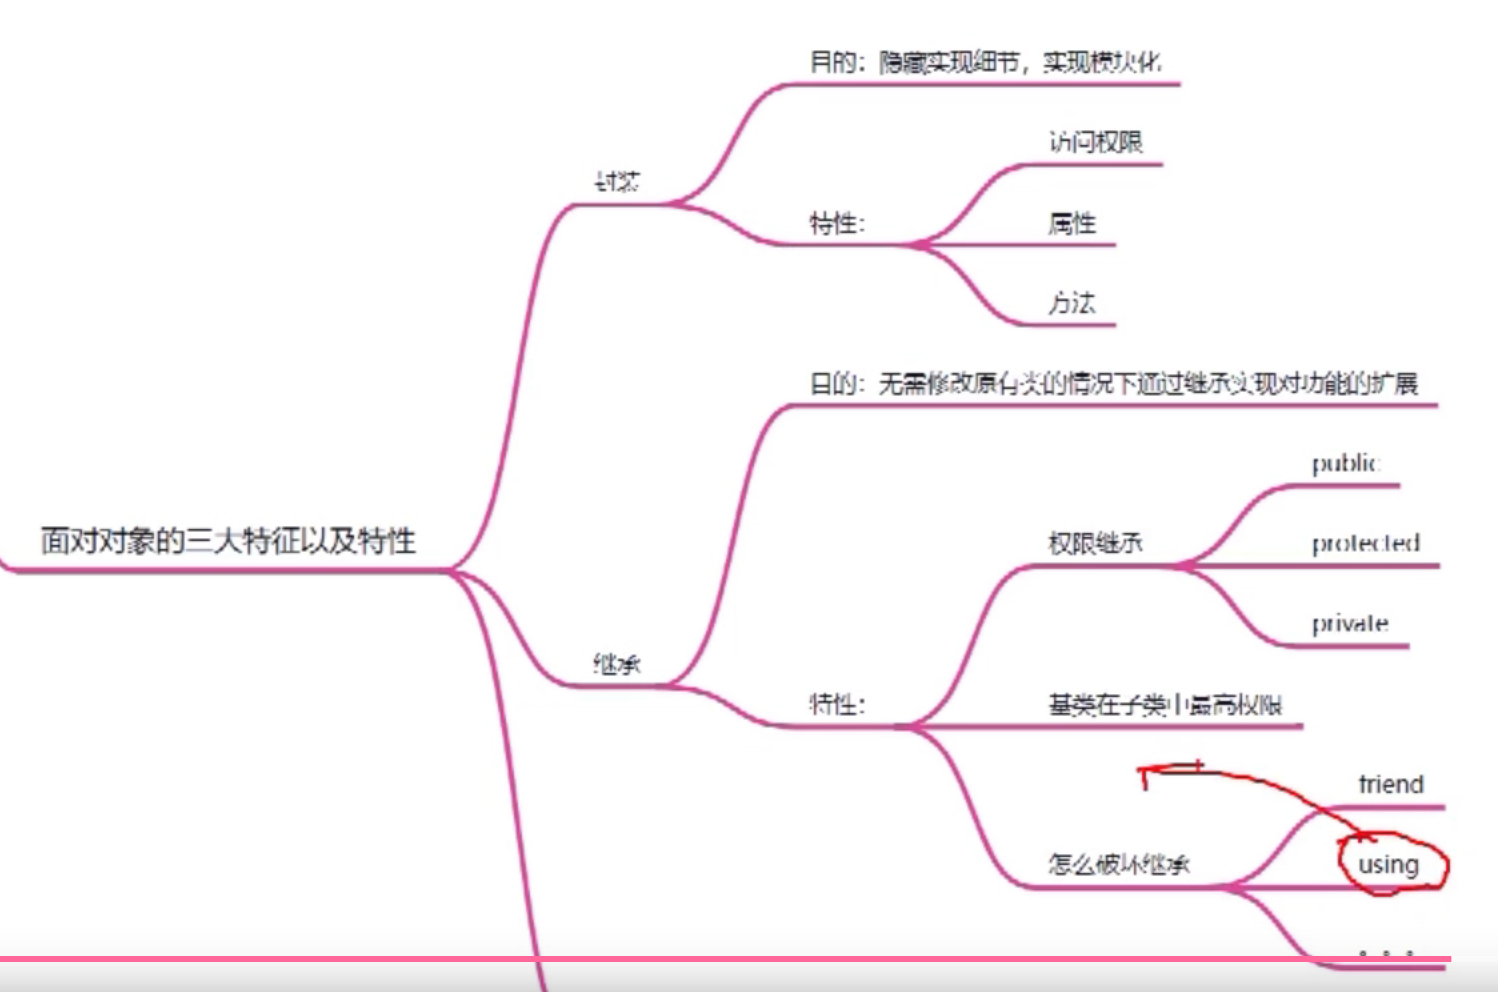 目的：隐藏实现细节，实现模块化
访问权限
封装
特性：
属性
方法
目的：无需修改原有类的情况下通过继承实现对功能的扩展
public
面对对象的三大特征以及特性
权限继承
protected
private
继承
特性：
基类在子类中最高权限
friend
怎么破坏继承
using